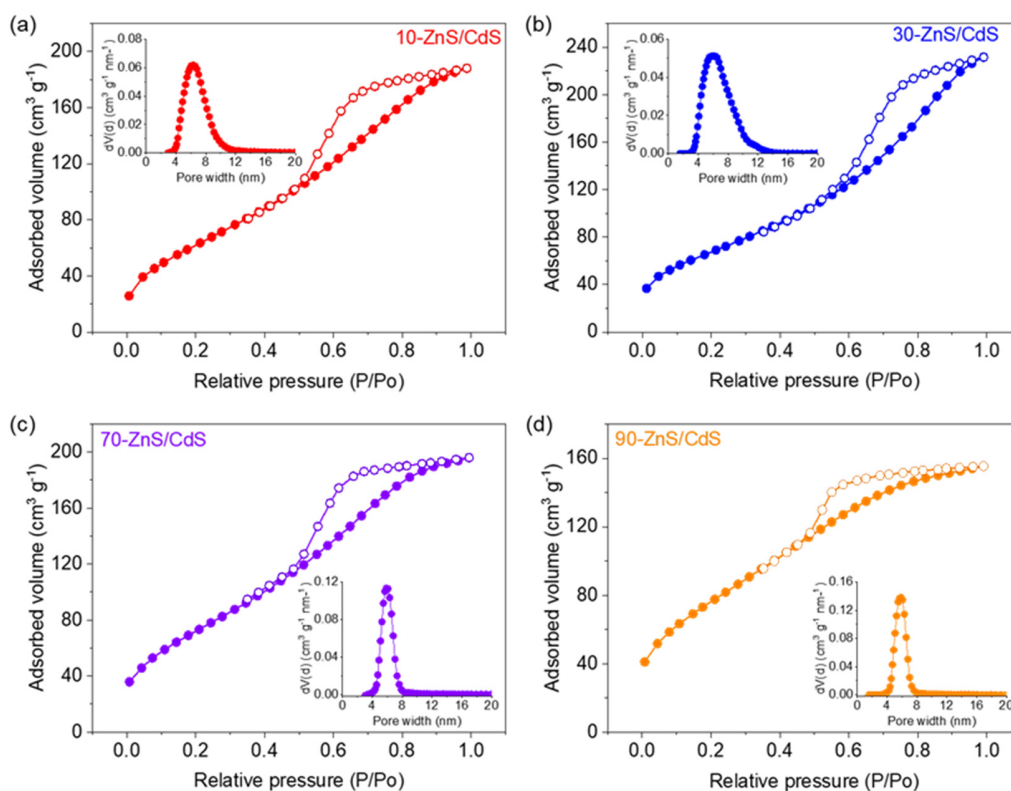 (a)
10-ZnS/CdS
Adsorbed volume (cm³ g⁻¹)
200
160
120
80
40
0
0.0 0.2 0.4 0.6 0.8 1.0
Relative pressure (P/Po)
dV(d) (cm³ g⁻¹ nm-¹)
0.08
0.06
0.04
0.02
0.00
0 4 8 12 16 20
Pore width (nm)
(b)
30-ZnS/CdS
Adsorbed volume (cm³ g⁻¹)
240
200
160
120
80
40
0
0.0 0.2 0.4 0.6 0.8 1.0
Relative pressure (P/Po)
dV(d) (cm³ g⁻¹ nm-¹)
0.06
0.04
0.02
0.00
0 4 8 12 16 20
Pore width (nm)
(c)
70-ZnS/CdS
Adsorbed volume (cm³ g⁻¹)
200
160
120
80
40
0
0.0 0.2 0.4 0.6 0.8 1.0
Relative pressure (P/Po)
dV(d) (cm³ g⁻¹ nm-¹)
0.12
0.09
0.06
0.03
0.00
0 4 8 12 16 20
Pore width (nm)
(d)
90-ZnS/CdS
Adsorbed volume (cm³ g⁻¹)
160
120
80
40
0
0.0 0.2 0.4 0.6 0.8 1.0
Relative pressure (P/Po)
dV(d) (cm³ g⁻¹ nm-¹)
0.16
0.12
0.08
0.04
0.00
0 4 8 12 16 20
Pore width (nm)